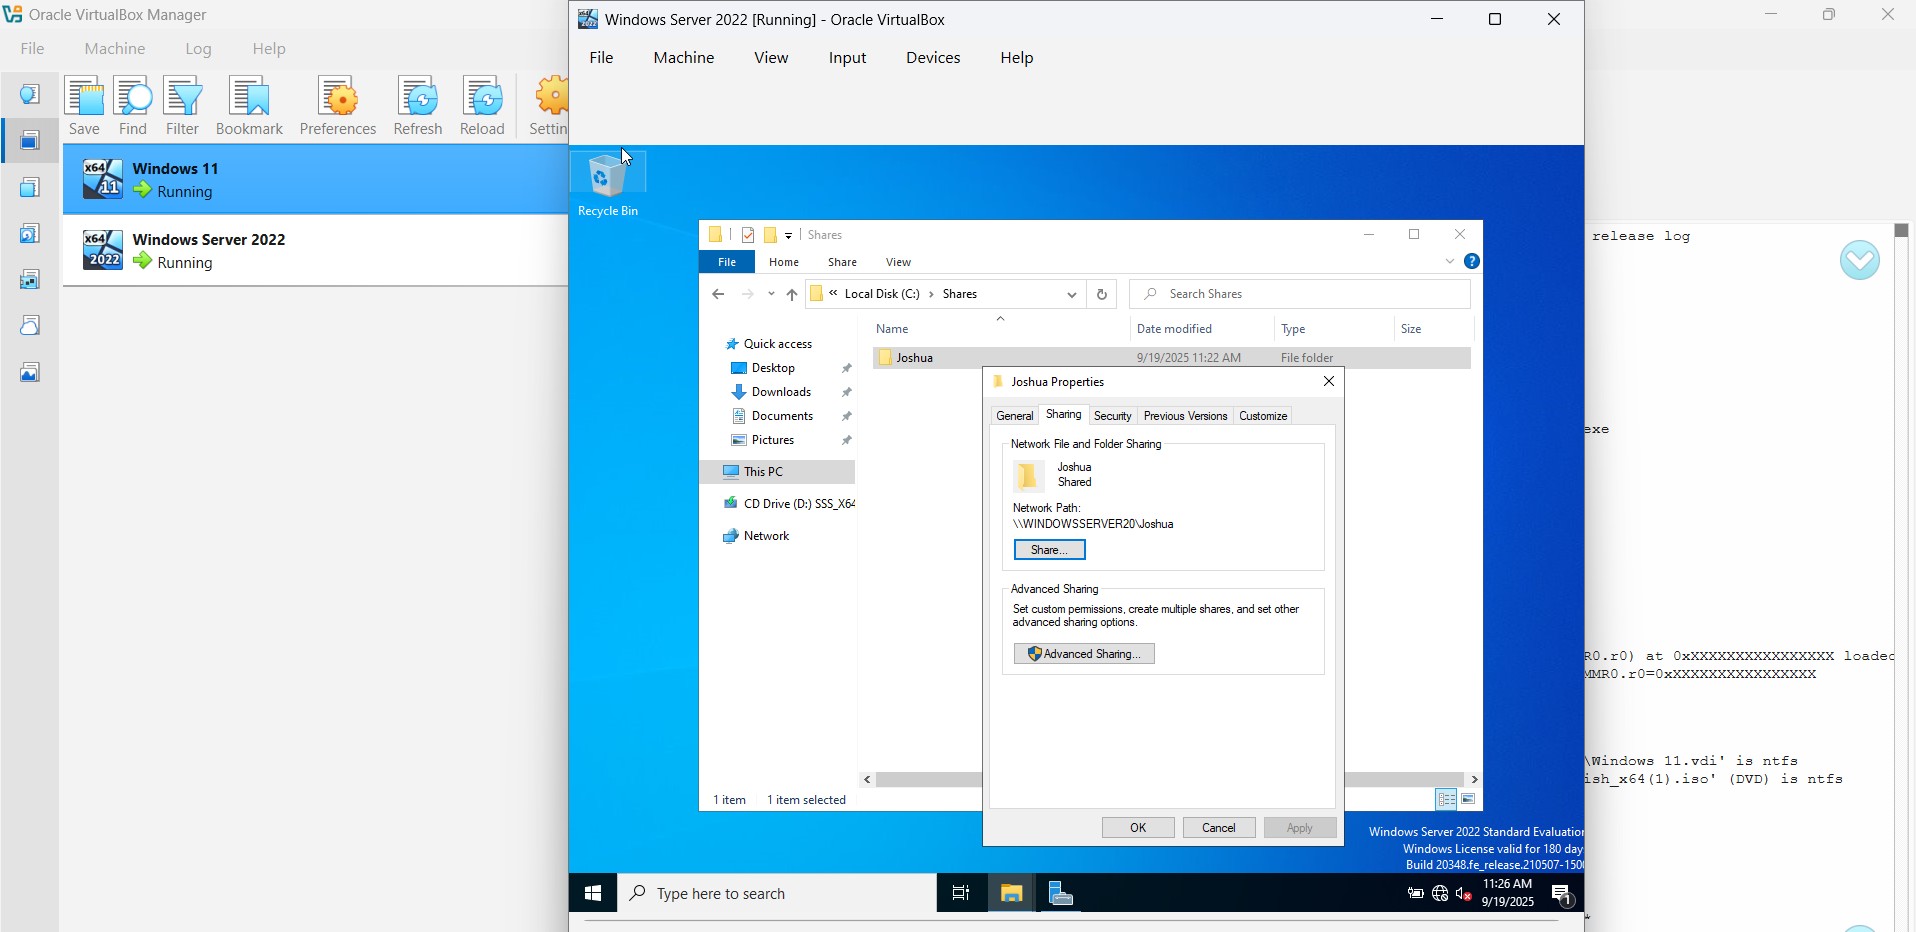 Oracle VirtualBox Manager
File Machine Log Help
Save Find Filter Bookmark Preferences Refresh Reload Settin
x64 11 Windows 11
Running
x64 2022 Windows Server 2022
Running
Windows Server 2022 [Running] - Oracle VirtualBox
File Machine View Input Devices Help
Recycle Bin
Shares
File Home Share View
« Local Disk (C:) › Shares
Search Shares
Name Date modified Type Size
Joshua 9/19/2025 11:22 AM File folder
Quick access
Desktop
Downloads
Documents
Pictures
This PC
CD Drive (D:) SSS_X64
Network
1 item 1 item selected
Joshua Properties
General Sharing Security Previous Versions Customize
Network File and Folder Sharing
Joshua
Shared
Network Path:
\\WINDOWSSERVER20\Joshua
Share...
Advanced Sharing
Set custom permissions, create multiple shares, and set other
advanced sharing options.
Advanced Sharing...
OK Cancel Apply
Windows Server 2022 Standard Evaluation
Windows License valid for 180 day
Build 20348.fe_release.210507-150
Type here to search
11:26 AM
9/19/2025
1
release log
exe
R0.r0) at 0xXXXXXXXXXXXXXXXX loaded
MMR0.r0=0xXXXXXXXXXXXXXXXX
\Windows 11.vdi' is ntfs
ish_x64(1).iso' (DVD) is ntfs
*